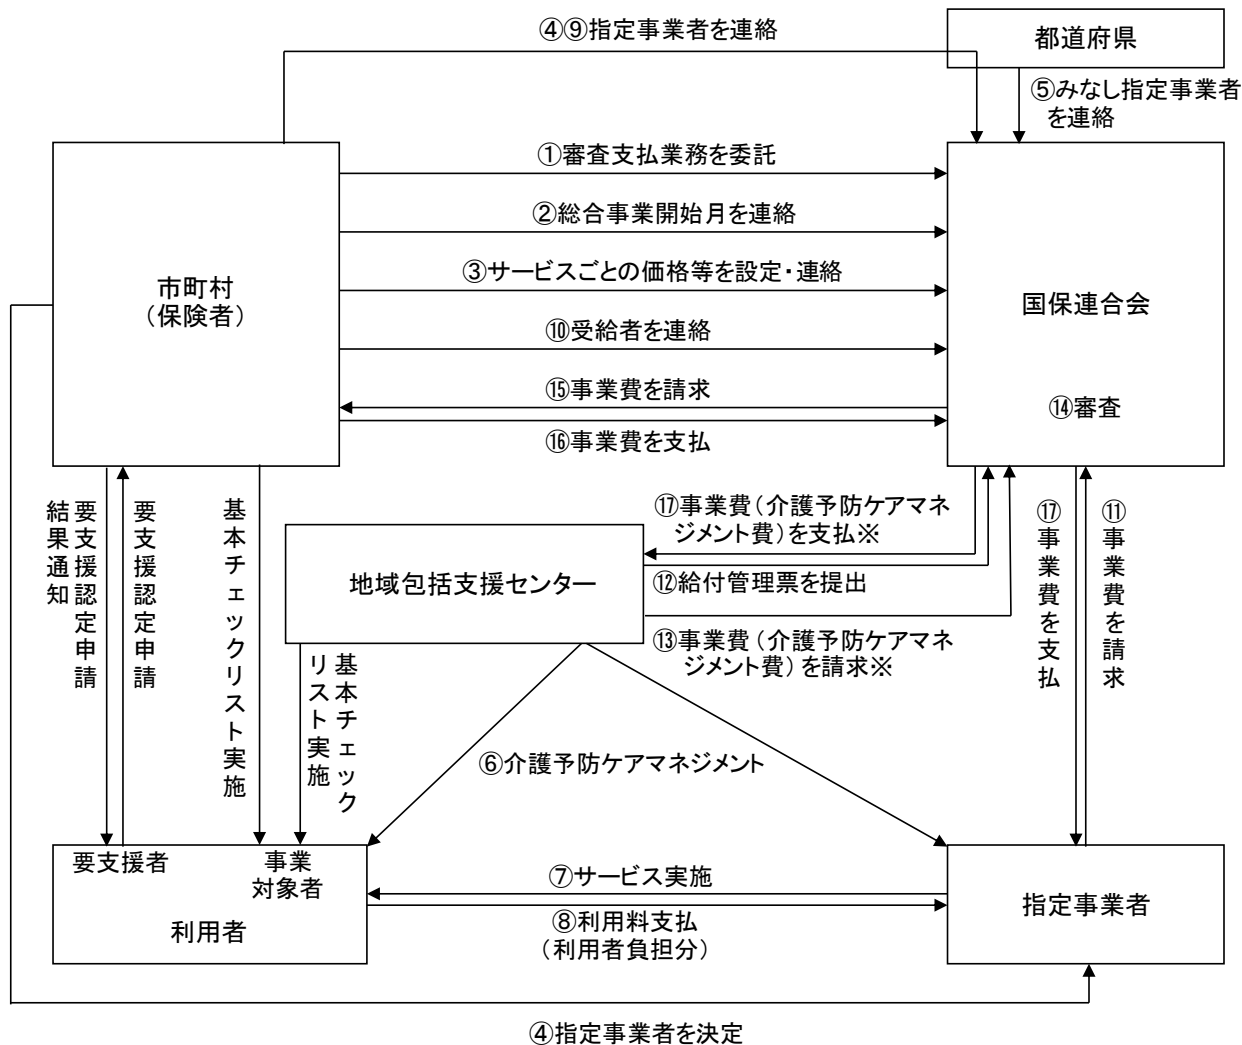 ④⑨指定事業者を連絡
都道府県
⑤みなし指定事業者
を連絡
①審査支払業務を委託
②総合事業開始月を連絡
③サービスごとの価格等を設定・連絡
市町村
（保険者）
国保連合会
⑩受給者を連絡
⑮事業費を請求
⑭審査
⑯事業費を支払
要支援認定申請
結果通知
要支援認定申請
基本チェックリスト実施
⑰事業費（介護予防ケアマネ
ジメント費）を支払※
地域包括支援センター
⑫給付管理票を提出
⑬事業費（介護予防ケアマネ
ジメント費）を請求※
⑰事業費を支払
⑪事業費を請求
基本チェック
リスト実施
⑥介護予防ケアマネジメント
要支援者
事業
対象者
利用者
⑦サービス実施
⑧利用料支払
（利用者負担分）
指定事業者
④指定事業者を決定